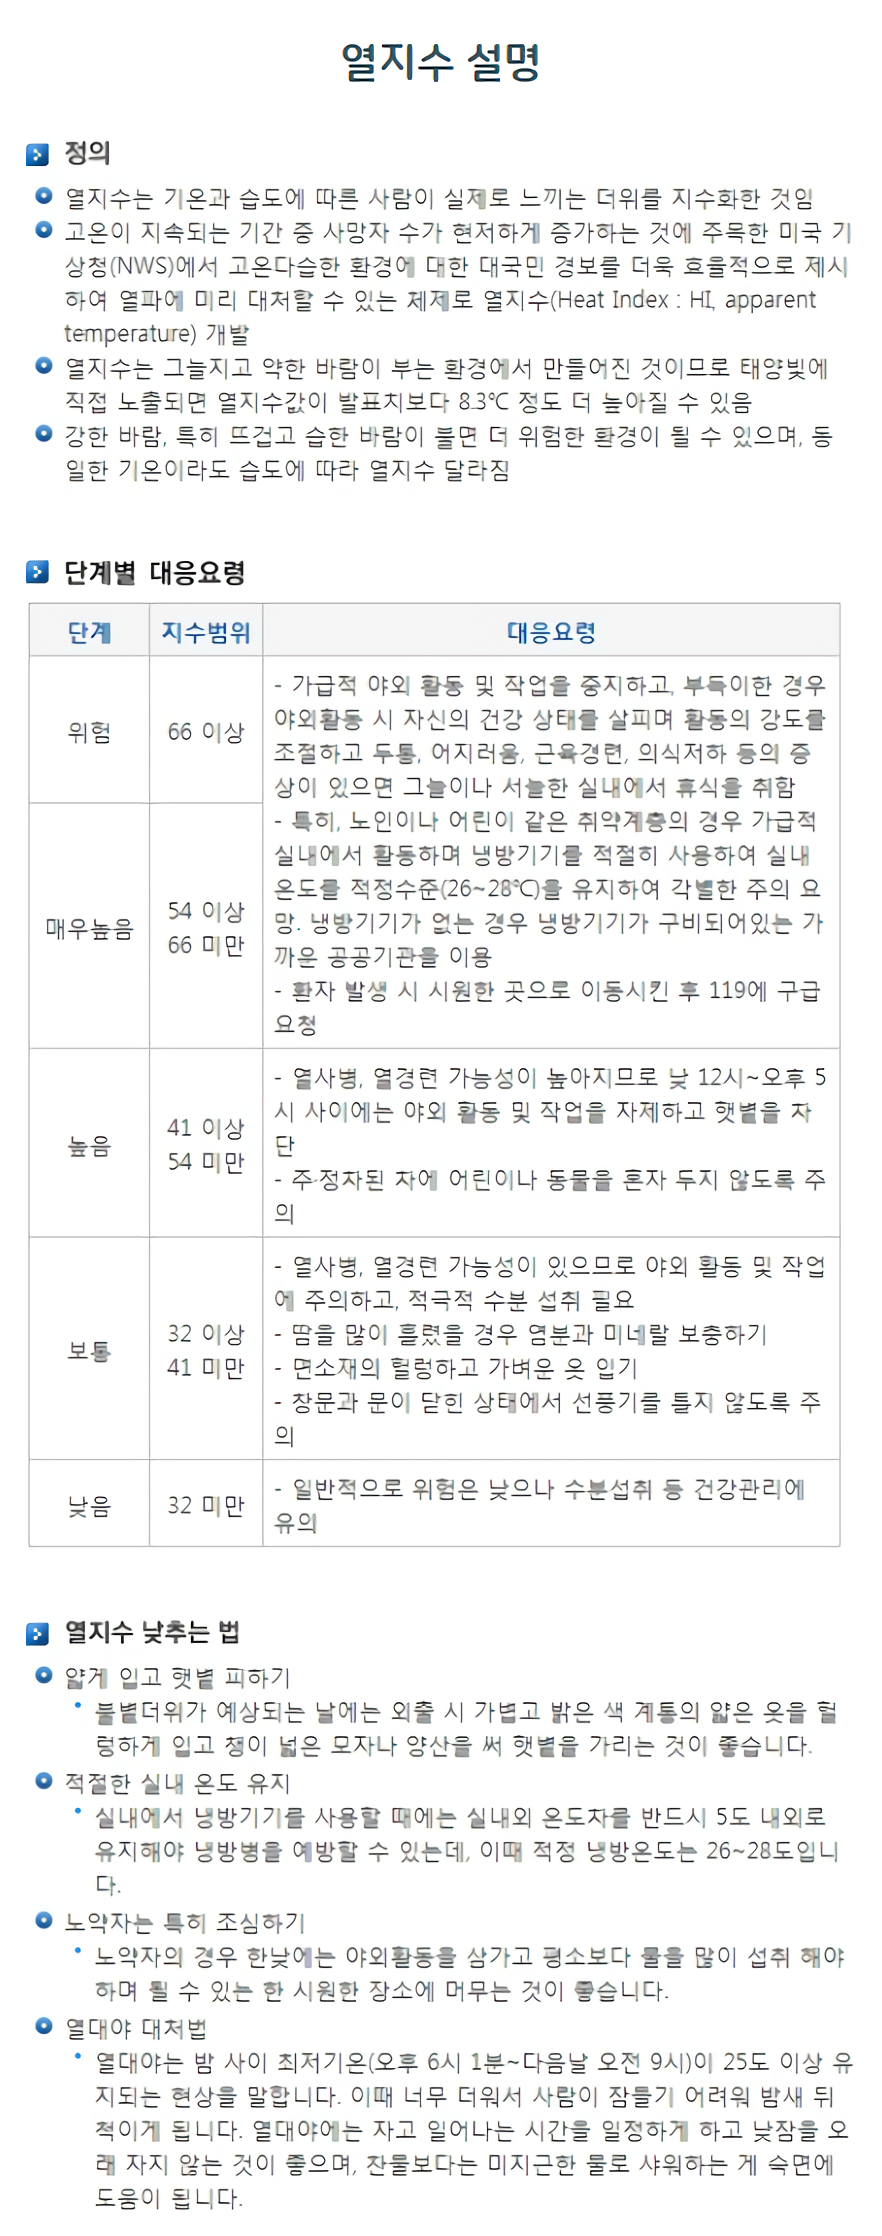 열지수 설명
정의
열지수는 기온과 습도에 따른 사람이 실제로 느끼는 더위를 지수화한 것임
고온이 지속되는 기간 중 사망자 수가 현저하게 증가하는 것에 주목한 미국 기
상청(NWS)에서 고온다습한 환경에 대한 대국민 경보를 더욱 효율적으로 제시
하여 열파에 미리 대처할 수 있는 체제로 열지수(Heat Index : HI, apparent
temperature) 개발
열지수는 그늘지고 약한 바람이 부는 환경에서 만들어진 것이므로 태양빛에
직접 노출되면 열지수값이 발표치보다 8.3℃ 정도 더 높아질 수 있음
강한 바람, 특히 뜨겁고 습한 바람이 불면 더 위험한 환경이 될 수 있으며, 동
일한 기온이라도 습도에 따라 열지수 달라짐
단계별 대응요령
단계 지수범위 대응요령
위험
66 이상
매우높음
54 이상
66 미만
- 가급적 야외 활동 및 작업을 중지하고, 부득이한 경우
야외활동 시 자신의 건강 상태를 살피며 활동의 강도를
조절하고 두통, 어지러움, 근육경련, 의식저하 등의 증
상이 있으면 그늘이나 서늘한 실내에서 휴식을 취함
- 특히, 노인이나 어린이 같은 취약계층의 경우 가급적
실내에서 활동하며 냉방기기를 적절히 사용하여 실내
온도를 적정수준(26~28℃)을 유지하여 각별한 주의 요
망. 냉방기기가 없는 경우 냉방기기가 구비되어있는 가
까운 공공기관을 이용
- 환자 발생 시 시원한 곳으로 이동시킨 후 119에 구급
요청
높음
41 이상
54 미만
- 열사병, 열경련 가능성이 높아지므로 낮 12시~오후 5
시 사이에는 야외 활동 및 작업을 자제하고 햇볕을 차
단
- 주·정차된 차에 어린이나 동물을 혼자 두지 않도록 주
의
보통
32 이상
41 미만
- 열사병, 열경련 가능성이 있으므로 야외 활동 및 작업
에 주의하고, 적극적 수분 섭취 필요
- 땀을 많이 흘렸을 경우 염분과 미네랄 보충하기
- 면소재의 헐렁하고 가벼운 옷 입기
- 창문과 문이 닫힌 상태에서 선풍기를 틀지 않도록 주
의
낮음
32 미만
- 일반적으로 위험은 낮으나 수분섭취 등 건강관리에
유의
열지수 낮추는 법
얇게 입고 햇볕 피하기
불볕더위가 예상되는 날에는 외출 시 가볍고 밝은 색 계통의 얇은 옷을 헐
렁하게 입고 챙이 넓은 모자나 양산을 써 햇볕을 가리는 것이 좋습니다.
적절한 실내 온도 유지
실내에서 냉방기기를 사용할 때에는 실내외 온도차를 반드시 5도 내외로
유지해야 냉방병을 예방할 수 있는데, 이때 적정 냉방온도는 26~28도입니
다.
노약자는 특히 조심하기
노약자의 경우 한낮에는 야외활동을 삼가고 평소보다 물을 많이 섭취 해야
하며 될 수 있는 한 시원한 장소에 머무는 것이 좋습니다.
열대야 대처법
열대야는 밤 사이 최저기온(오후 6시 1분~다음날 오전 9시)이 25도 이상 유
지되는 현상을 말합니다. 이때 너무 더워서 사람이 잠들기 어려워 밤새 뒤
척이게 됩니다. 열대야에는 자고 일어나는 시간을 일정하게 하고 낮잠을 오
래 자지 않는 것이 좋으며, 찬물보다는 미지근한 물로 샤워하는 게 숙면에
도움이 됩니다.